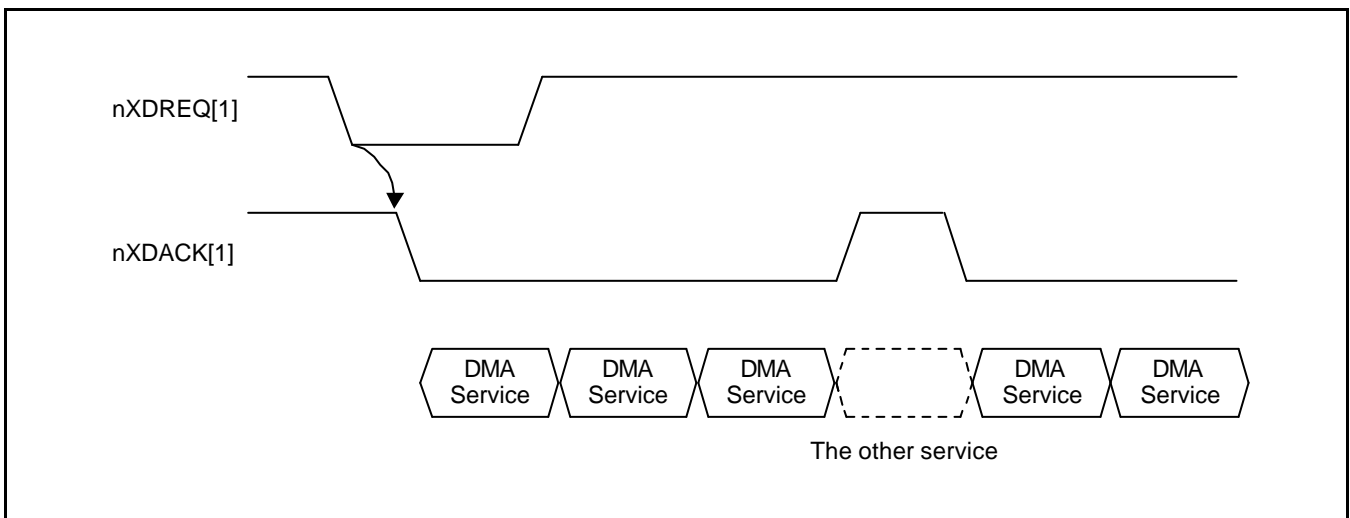 nXDREQ[1]
nXDACK[1]
DMA
Service
DMA
Service
DMA
Service
DMA
Service
DMA
Service
The other service